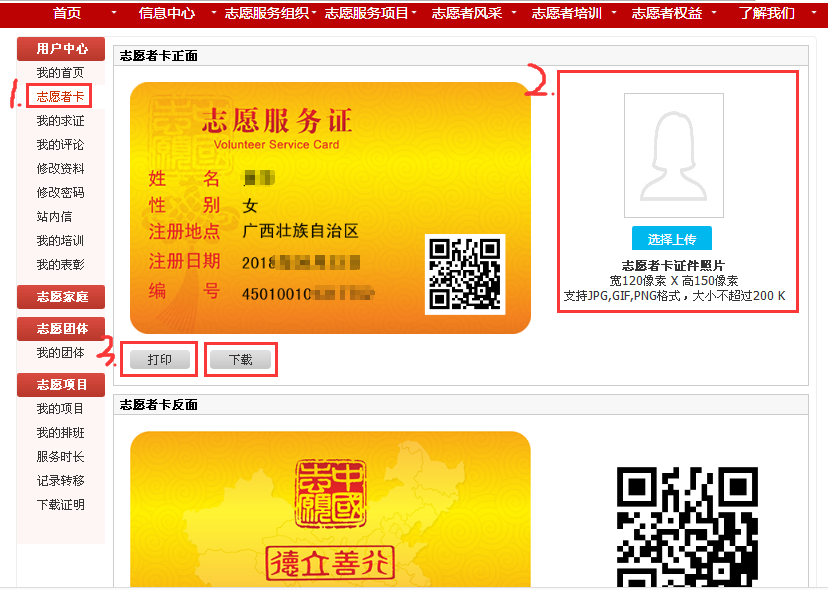 首页 信息中心 志愿服务组织 志愿服务项目 志愿者风采 志愿者培训 志愿者权益 了解我们
用户中心
我的首页
1. 志愿者卡
我的求证
我的评论
修改资料
修改密码
站内信
我的培训
我的表彰
志愿家庭
志愿团体
我的团体
志愿项目
我的项目
我的排班
服务时长
记录转移
下载证明
志愿者卡正面
志愿服务证
Volunteer Service Card
姓 名
性 别 女
注册地点 广西壮族自治区
注册日期 2018
编 号 45010010
2.
选择上传
志愿者卡证件照片
宽120像素 X 高150像素
支持JPG,GIF,PNG格式，大小不超过200 K
3. 打印 下载
志愿者卡反面
中國志願
德立善行